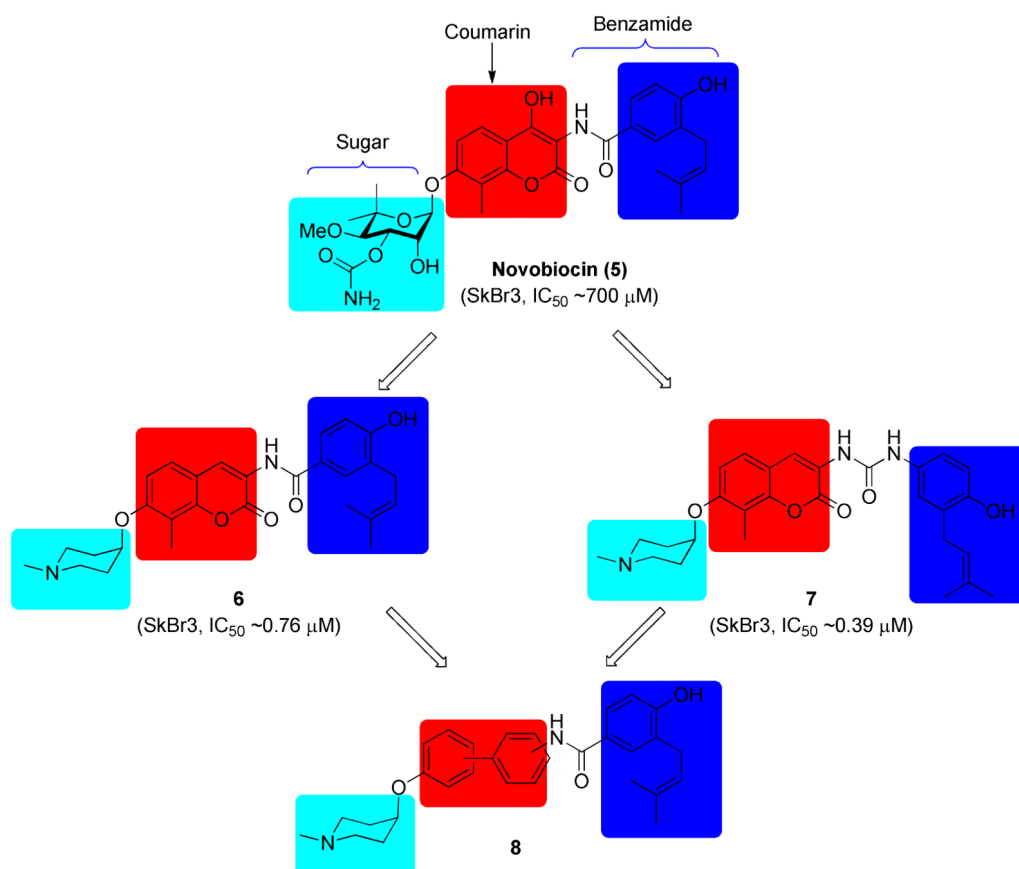 Coumarin
Benzamide
Sugar
OH
H
N
O
OH
O
O
O
O
MeO
O
O
OH
NH2
Novobiocin (5)
(SkBr3, IC50 ~700 μM)
OH
H
N
O
O
O
O
N
6
(SkBr3, IC50 ~0.76 μM)
H
N
H
N
O
OH
O
O
O
N
7
(SkBr3, IC50 ~0.39 μM)
OH
H
N
O
O
N
8